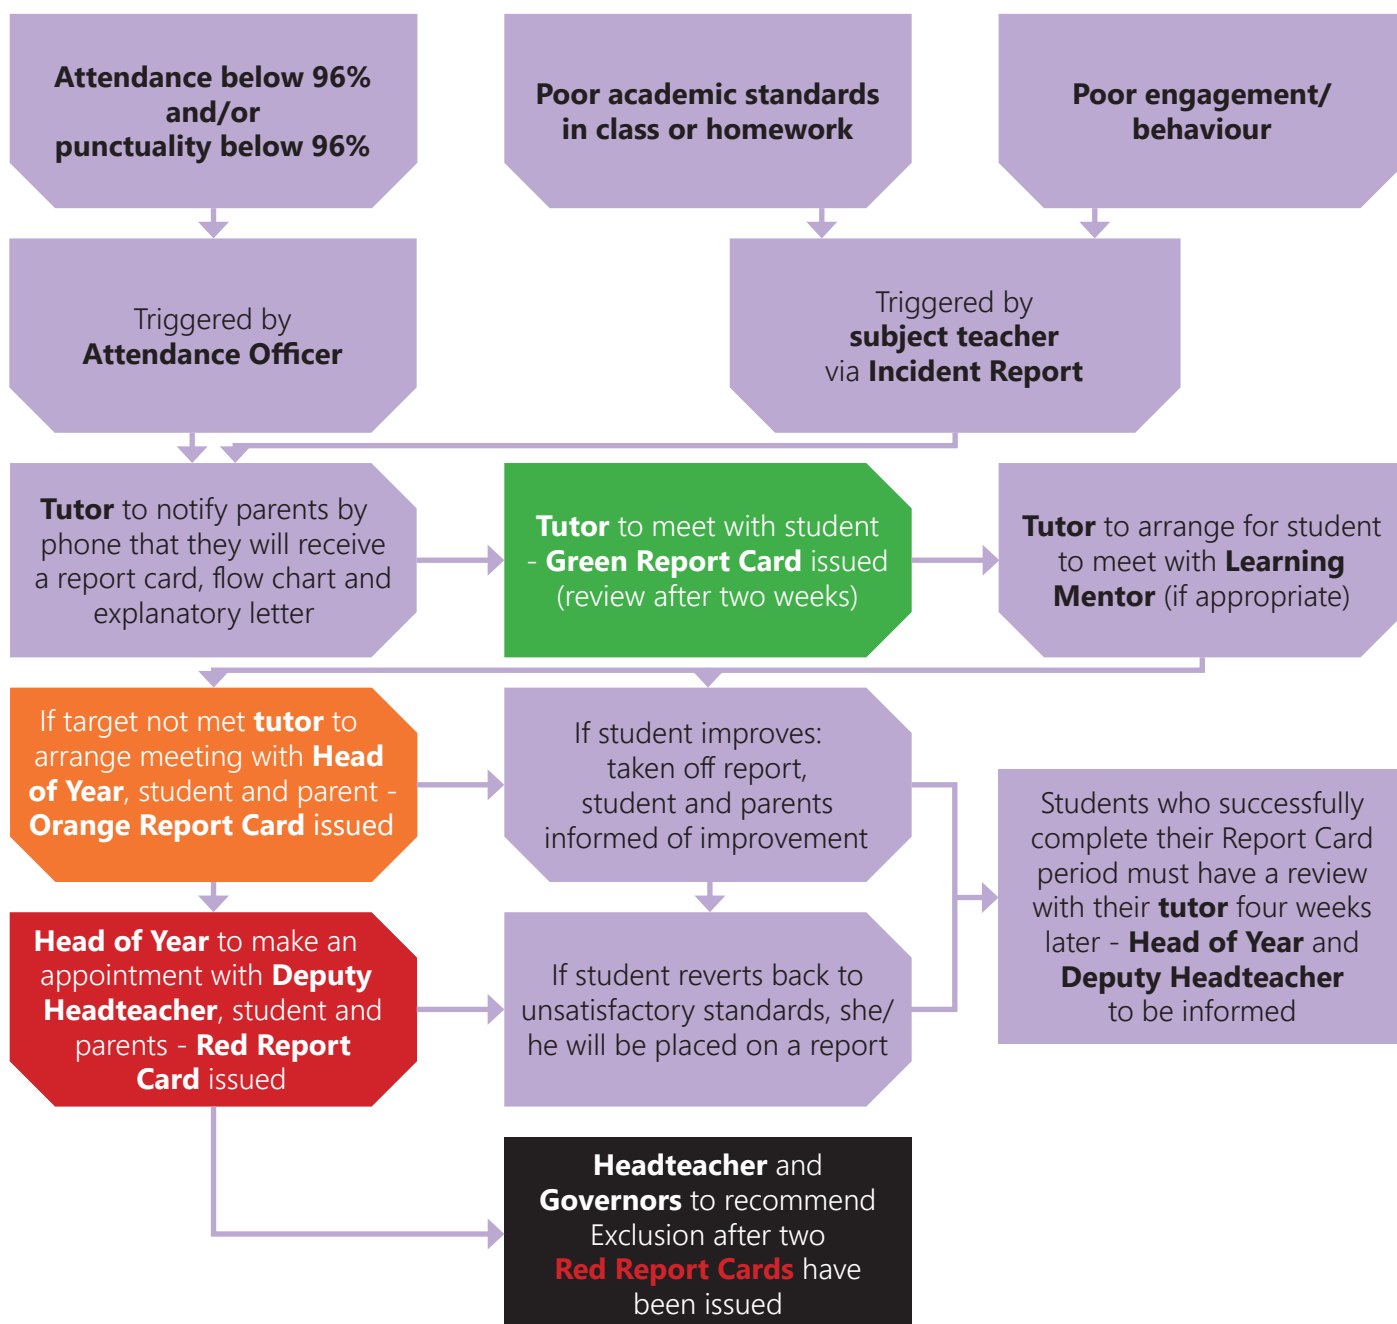 Attendance below 96%
and/or
punctuality below 96%
Poor academic standards
in class or homework
Poor engagement/
behaviour
Triggered by
Attendance Officer
Triggered by
subject teacher
via Incident Report
Tutor to notify parents by
phone that they will receive
a report card, flow chart and
explanatory letter
Tutor to meet with student
- Green Report Card issued
(review after two weeks)
Tutor to arrange for student
to meet with Learning
Mentor (if appropriate)
If target not met tutor to
arrange meeting with Head
of Year, student and parent -
Orange Report Card issued
If student improves:
taken off report,
student and parents
informed of improvement
Students who successfully
complete their Report Card
period must have a review
with their tutor four weeks
later - Head of Year and
Deputy Headteacher
to be informed
Head of Year to make an
appointment with Deputy
Headteacher, student and
parents - Red Report
Card issued
If student reverts back to
unsatisfactory standards, she/
he will be placed on a report
Headteacher and
Governors to recommend
Exclusion after two
Red Report Cards have
been issued